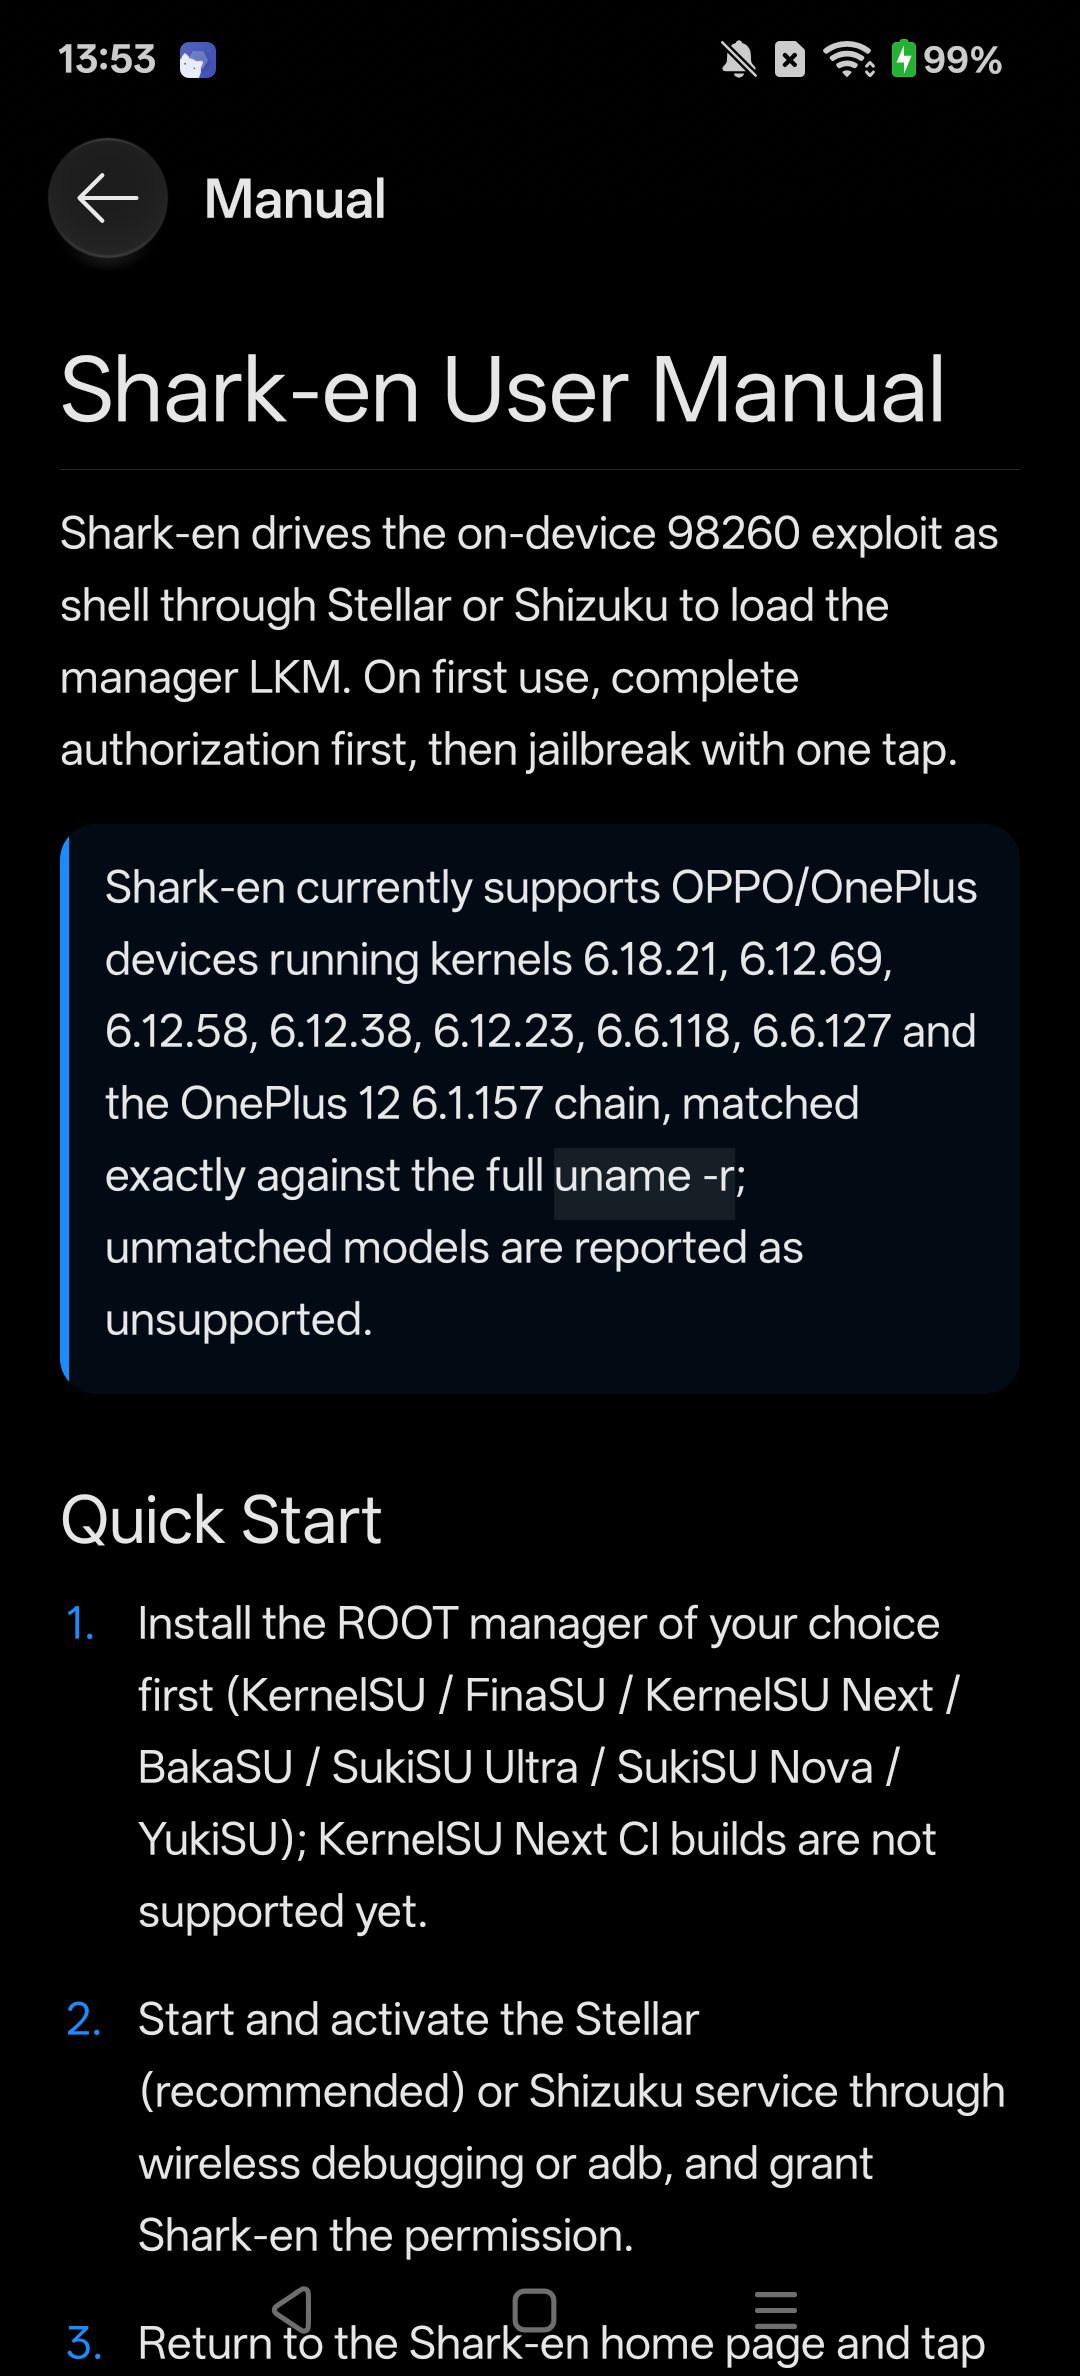 13:53
99%
Manual
Shark-en User Manual
Shark-en drives the on-device 98260 exploit as
shell through Stellar or Shizuku to load the
manager LKM. On first use, complete
authorization first, then jailbreak with one tap.
Shark-en currently supports OPPO/OnePlus
devices running kernels 6.18.21, 6.12.69,
6.12.58, 6.12.38, 6.12.23, 6.6.118, 6.6.127 and
the OnePlus 12 6.1.157 chain, matched
exactly against the full uname -r;
unmatched models are reported as
unsupported.
Quick Start
1. Install the ROOT manager of your choice
first (KernelSU / FinaSU / KernelSU Next /
BakaSU / SukiSU Ultra / SukiSU Nova /
YukiSU); KernelSU Next CI builds are not
supported yet.
2. Start and activate the Stellar
(recommended) or Shizuku service through
wireless debugging or adb, and grant
Shark-en the permission.
3. Return to the Shark-en home page and tap